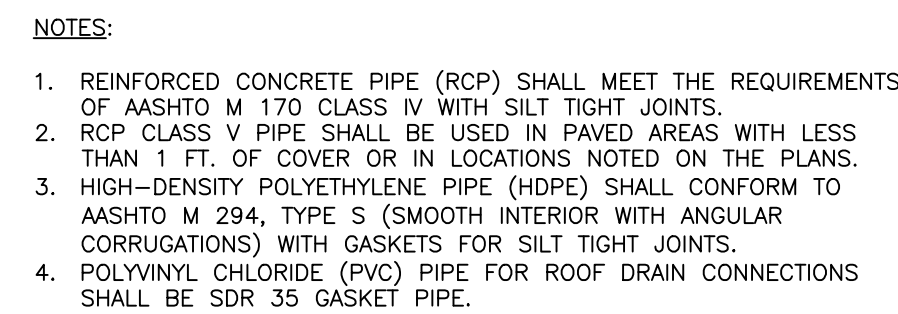 NOTES:
1. REINFORCED CONCRETE PIPE (RCP) SHALL MEET THE REQUIREMENTS
OF AASHTO M 170 CLASS IV WITH SILT TIGHT JOINTS.
2. RCP CLASS V PIPE SHALL BE USED IN PAVED AREAS WITH LESS
THAN 1 FT. OF COVER OR IN LOCATIONS NOTED ON THE PLANS.
3. HIGH–DENSITY POLYETHYLENE PIPE (HDPE) SHALL CONFORM TO
AASHTO M 294, TYPE S (SMOOTH INTERIOR WITH ANGULAR
CORRUGATIONS) WITH GASKETS FOR SILT TIGHT JOINTS.
4. POLYVINYL CHLORIDE (PVC) PIPE FOR ROOF DRAIN CONNECTIONS
SHALL BE SDR 35 GASKET PIPE.